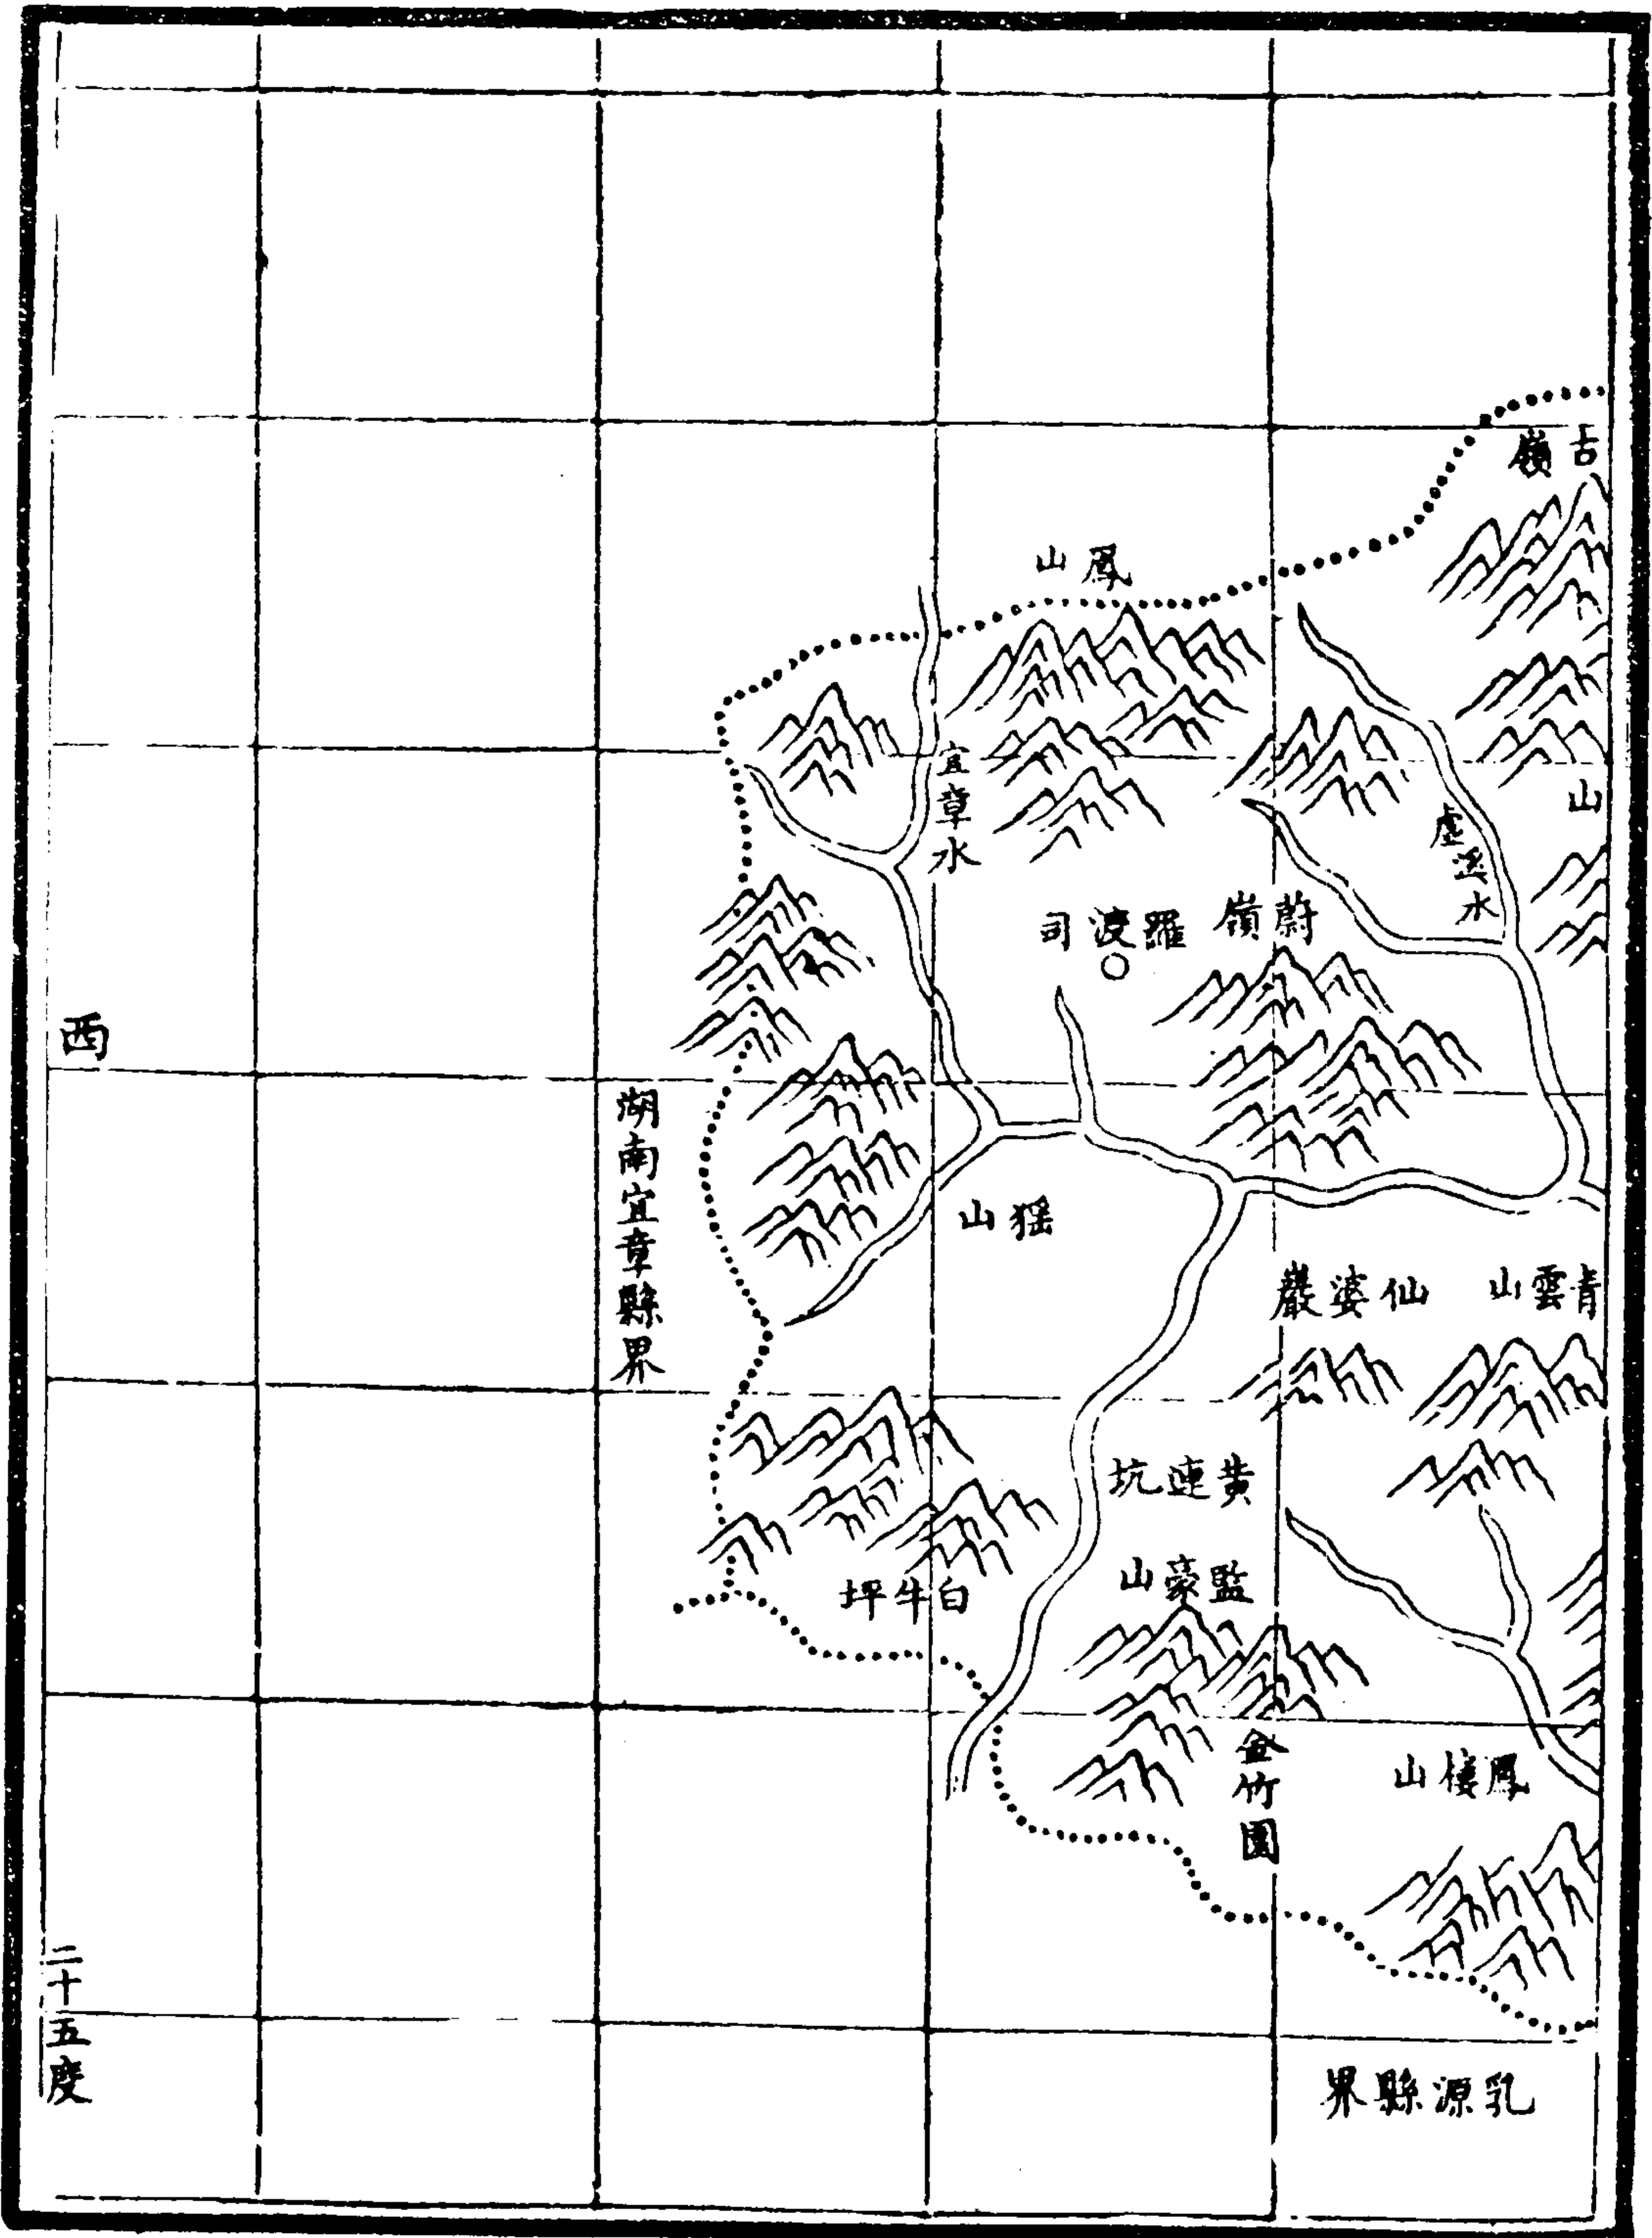 古嶺
鳳山
山
宜章水
虛溪水
蔚嶺
羅渡司
西
湖南宜章縣界
猺山
青雲山
仙婆巖
黃連坑
監豪山
白牛坪
金竹園
鳳棲山
二十五度
乳源縣界